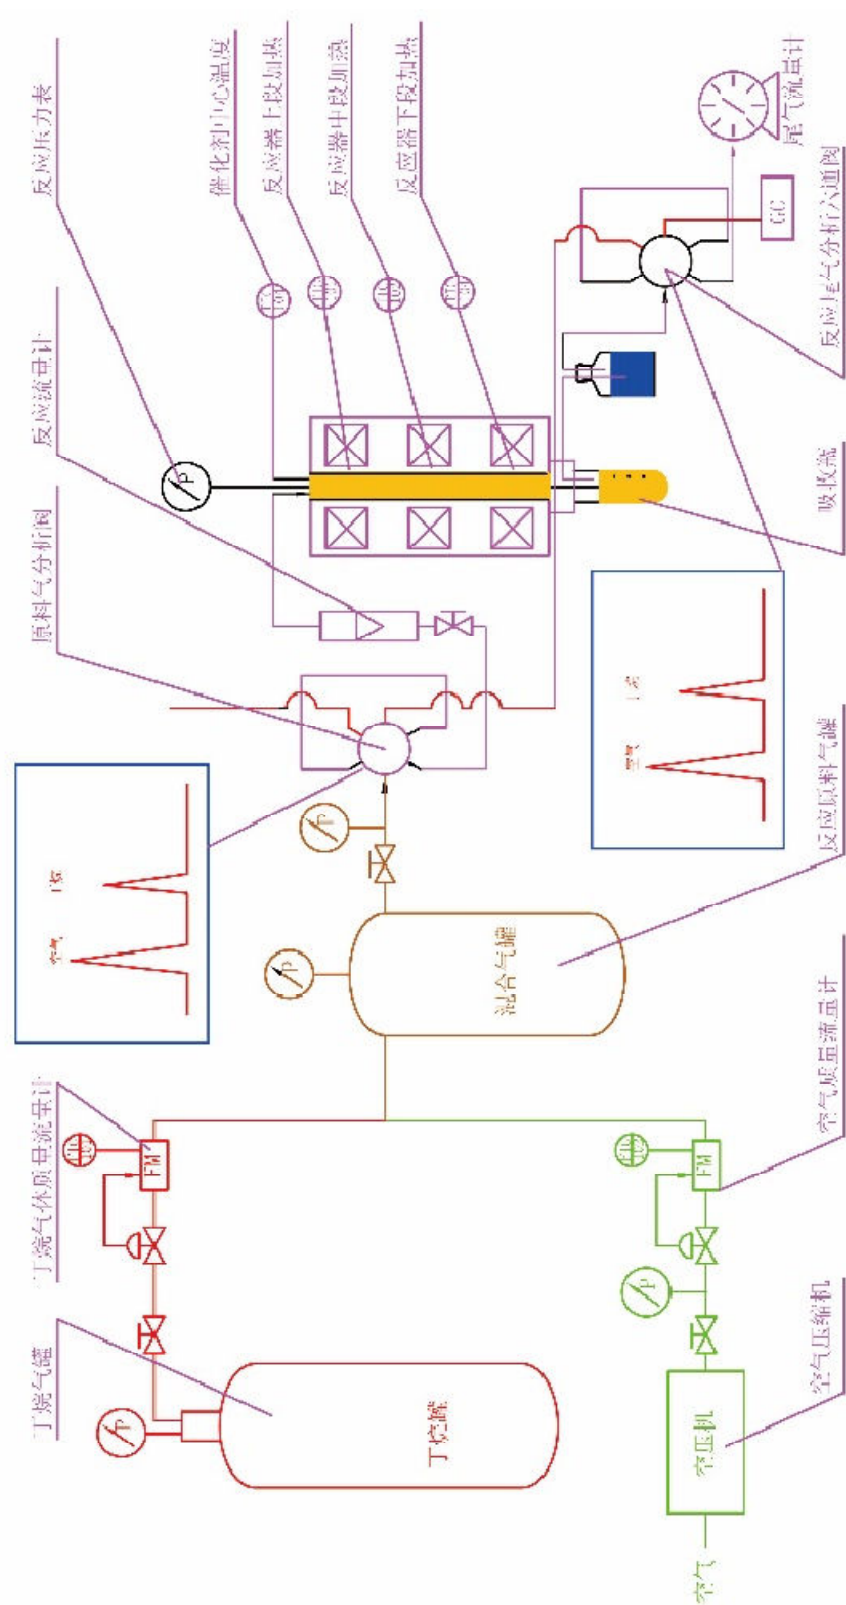 反应压力表
催化剂中心温度
反应器上段加热
反应器中段加热
反应器下段加热
尾气流量计
反应流量计
GC
反应尾气分析六通阀
P
原料气分析阀
吸收瓶
空气
P
反应原料气罐
丁烷
空气
P
混合气罐
丁烷气体质量流量计
FM
FM
空气质量流量计
P
丁烷气罐
P
丁烷罐
空压机
空气压缩机
空气